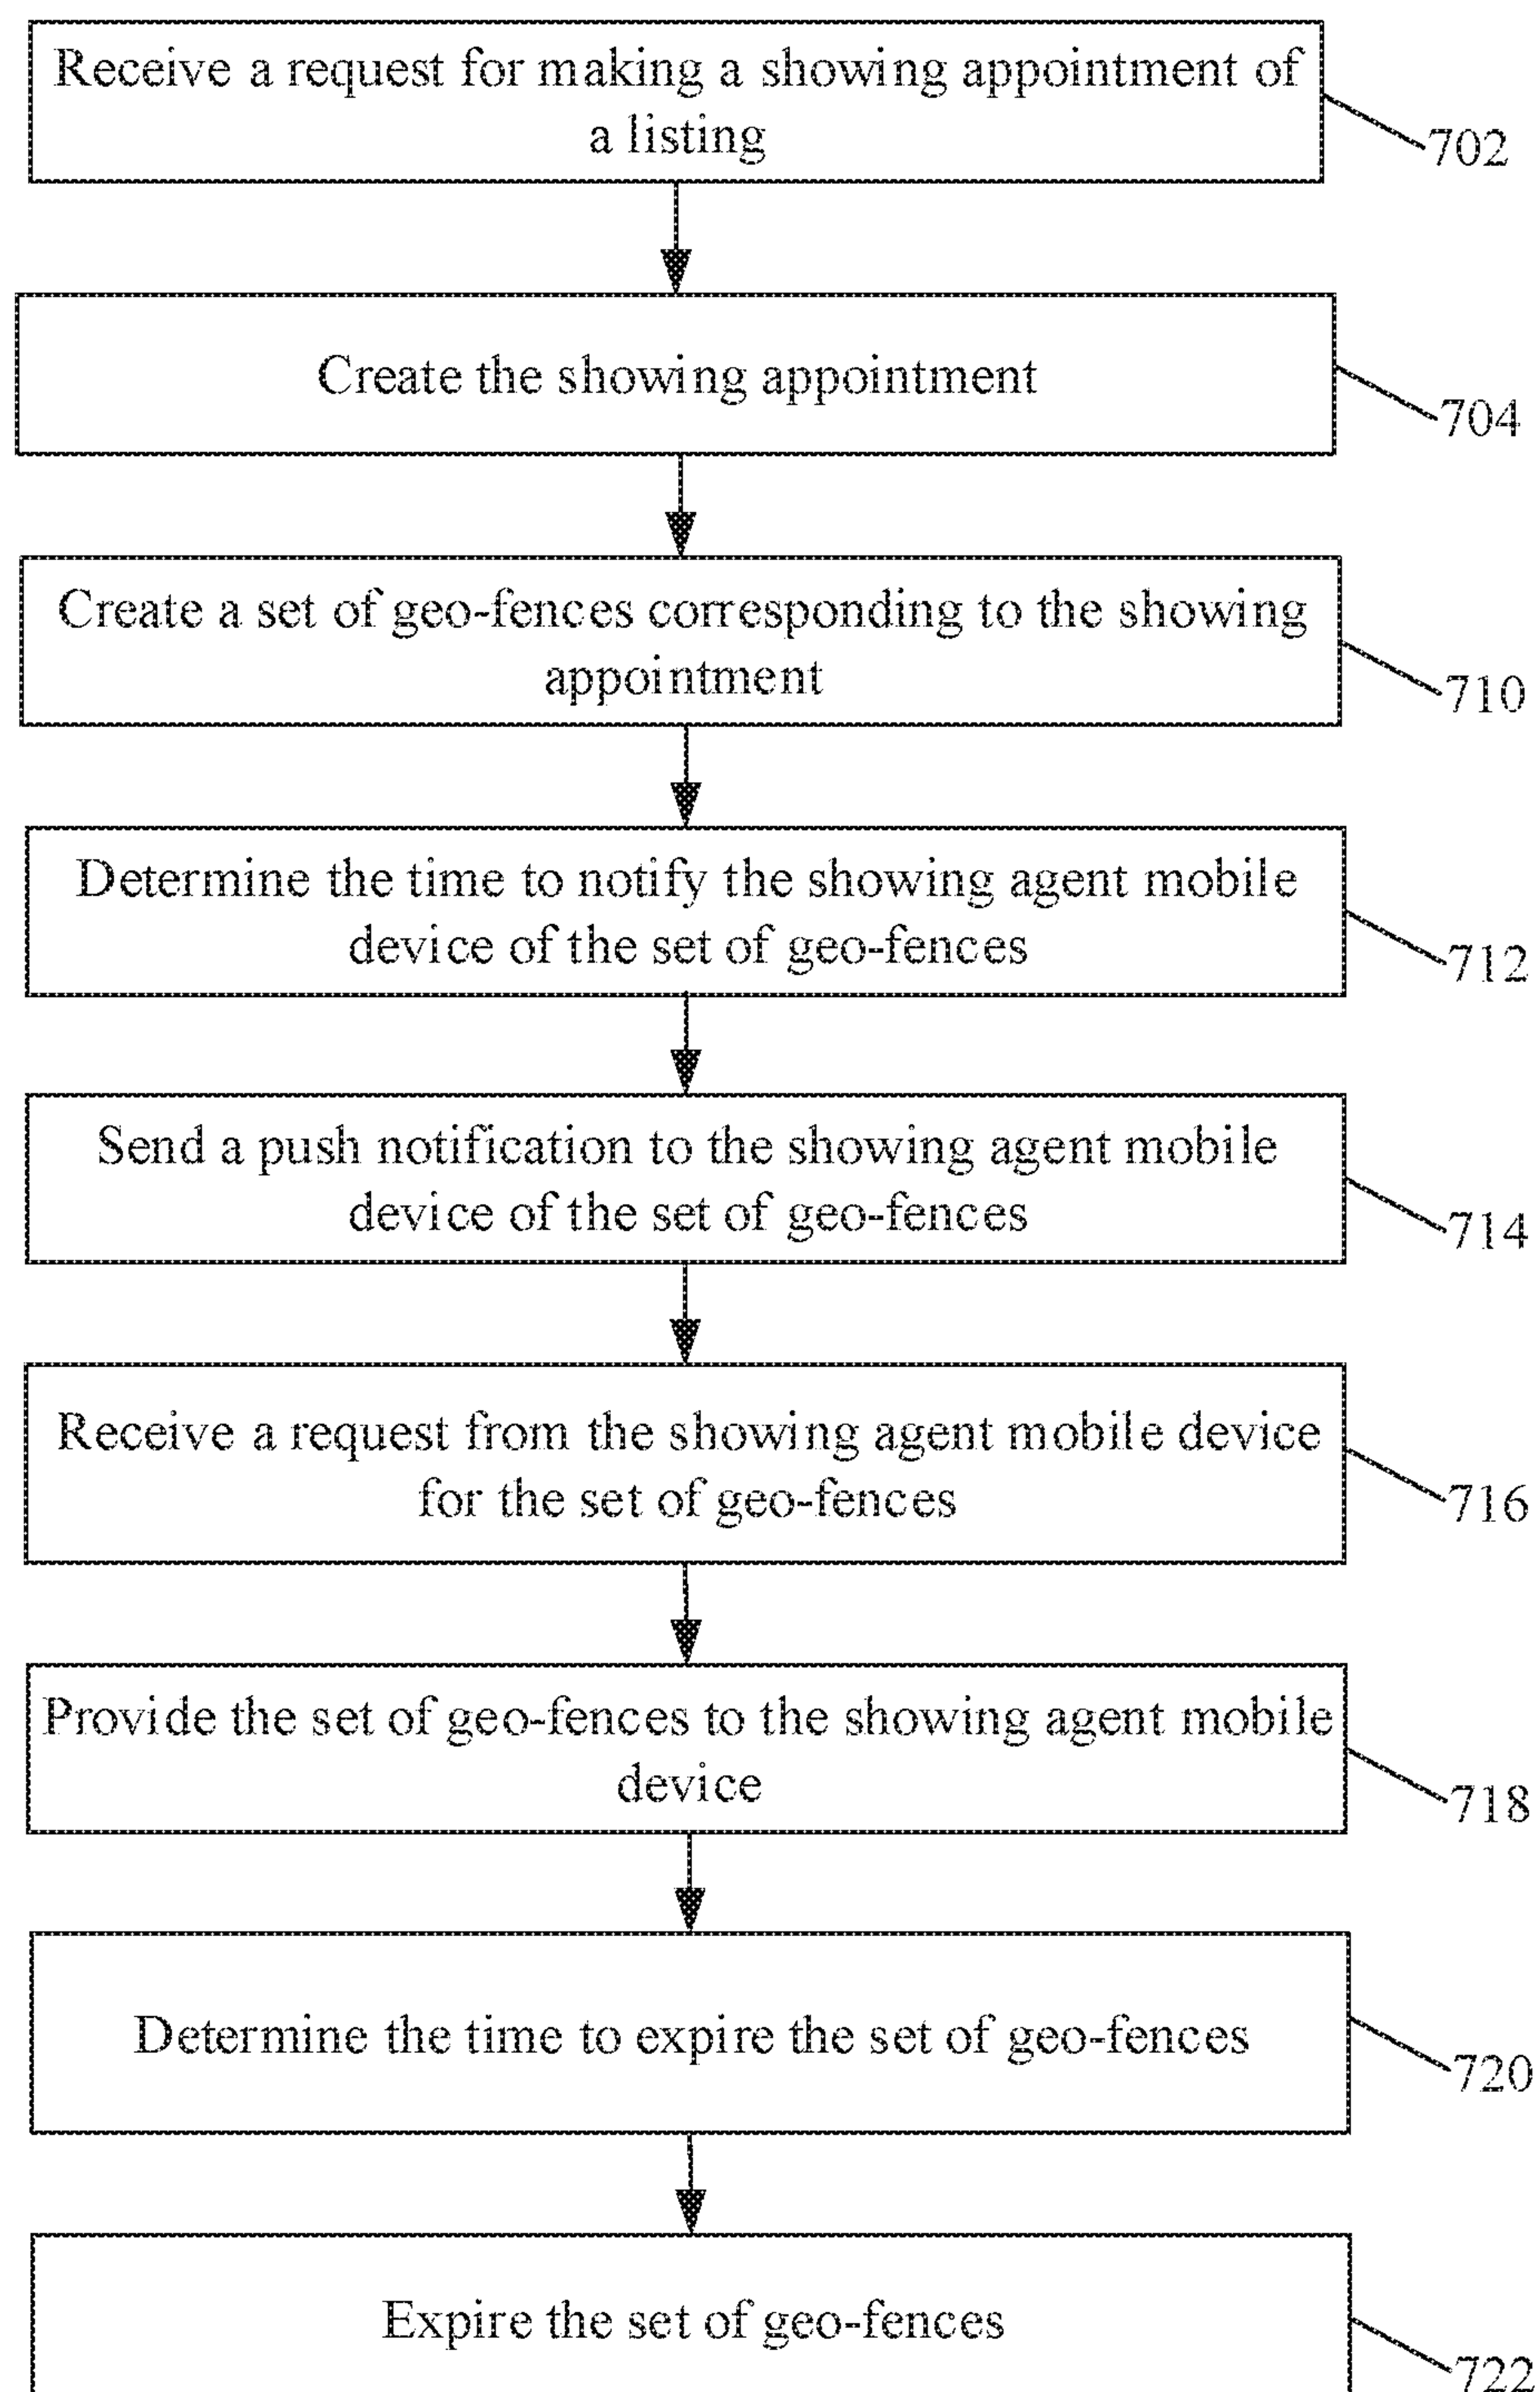 Receive a request for making a showing appointment of
a listing
702
Create the showing appointment
704
Create a set of geo-fences corresponding to the showing
appointment
710
Determine the time to notify the showing agent mobile
device of the set of geo-fences
712
Send a push notification to the showing agent mobile
device of the set of geo-fences
714
Receive a request from the showing agent mobile device
for the set of geo-fences
716
Provide the set of geo-fences to the showing agent mobile
device
718
Determine the time to expire the set of geo-fences
720
Expire the set of geo-fences
722